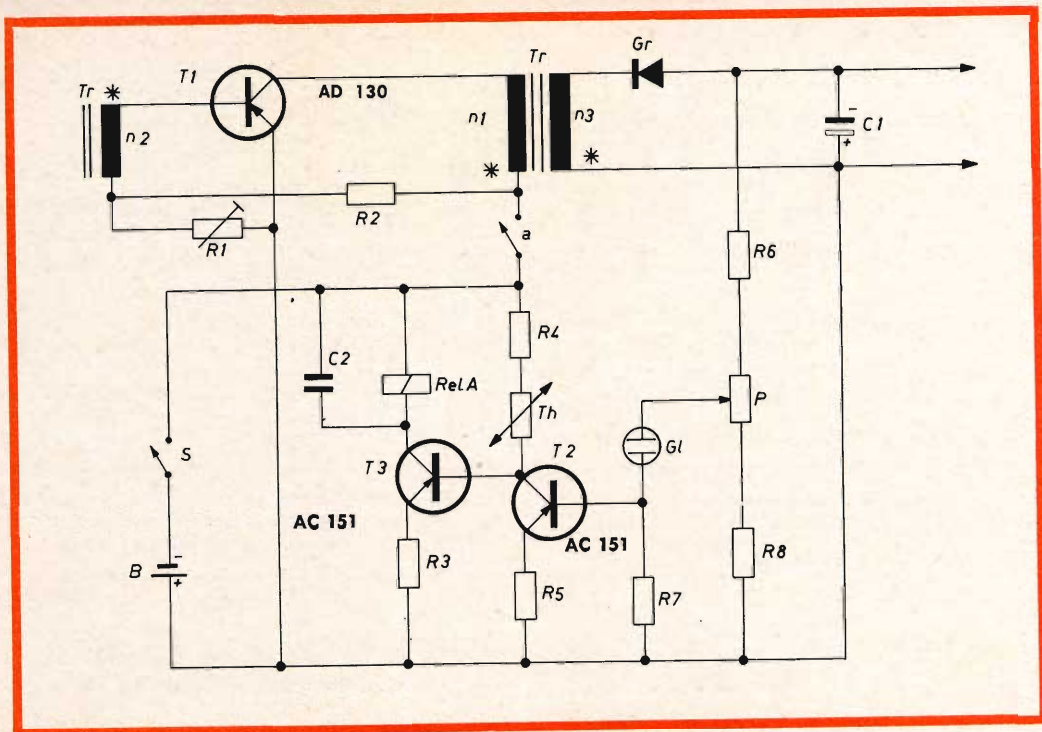 Tr *
n2
T1
AD 130
n1
Tr
n3
*
*
Gr
C1
-
+
R2
R1
a
R6
R4
C2
Rel A
Th
P
S
T3
T2
Gl
AC 151
AC 151
R8
B
-
+
R3
R5
R7